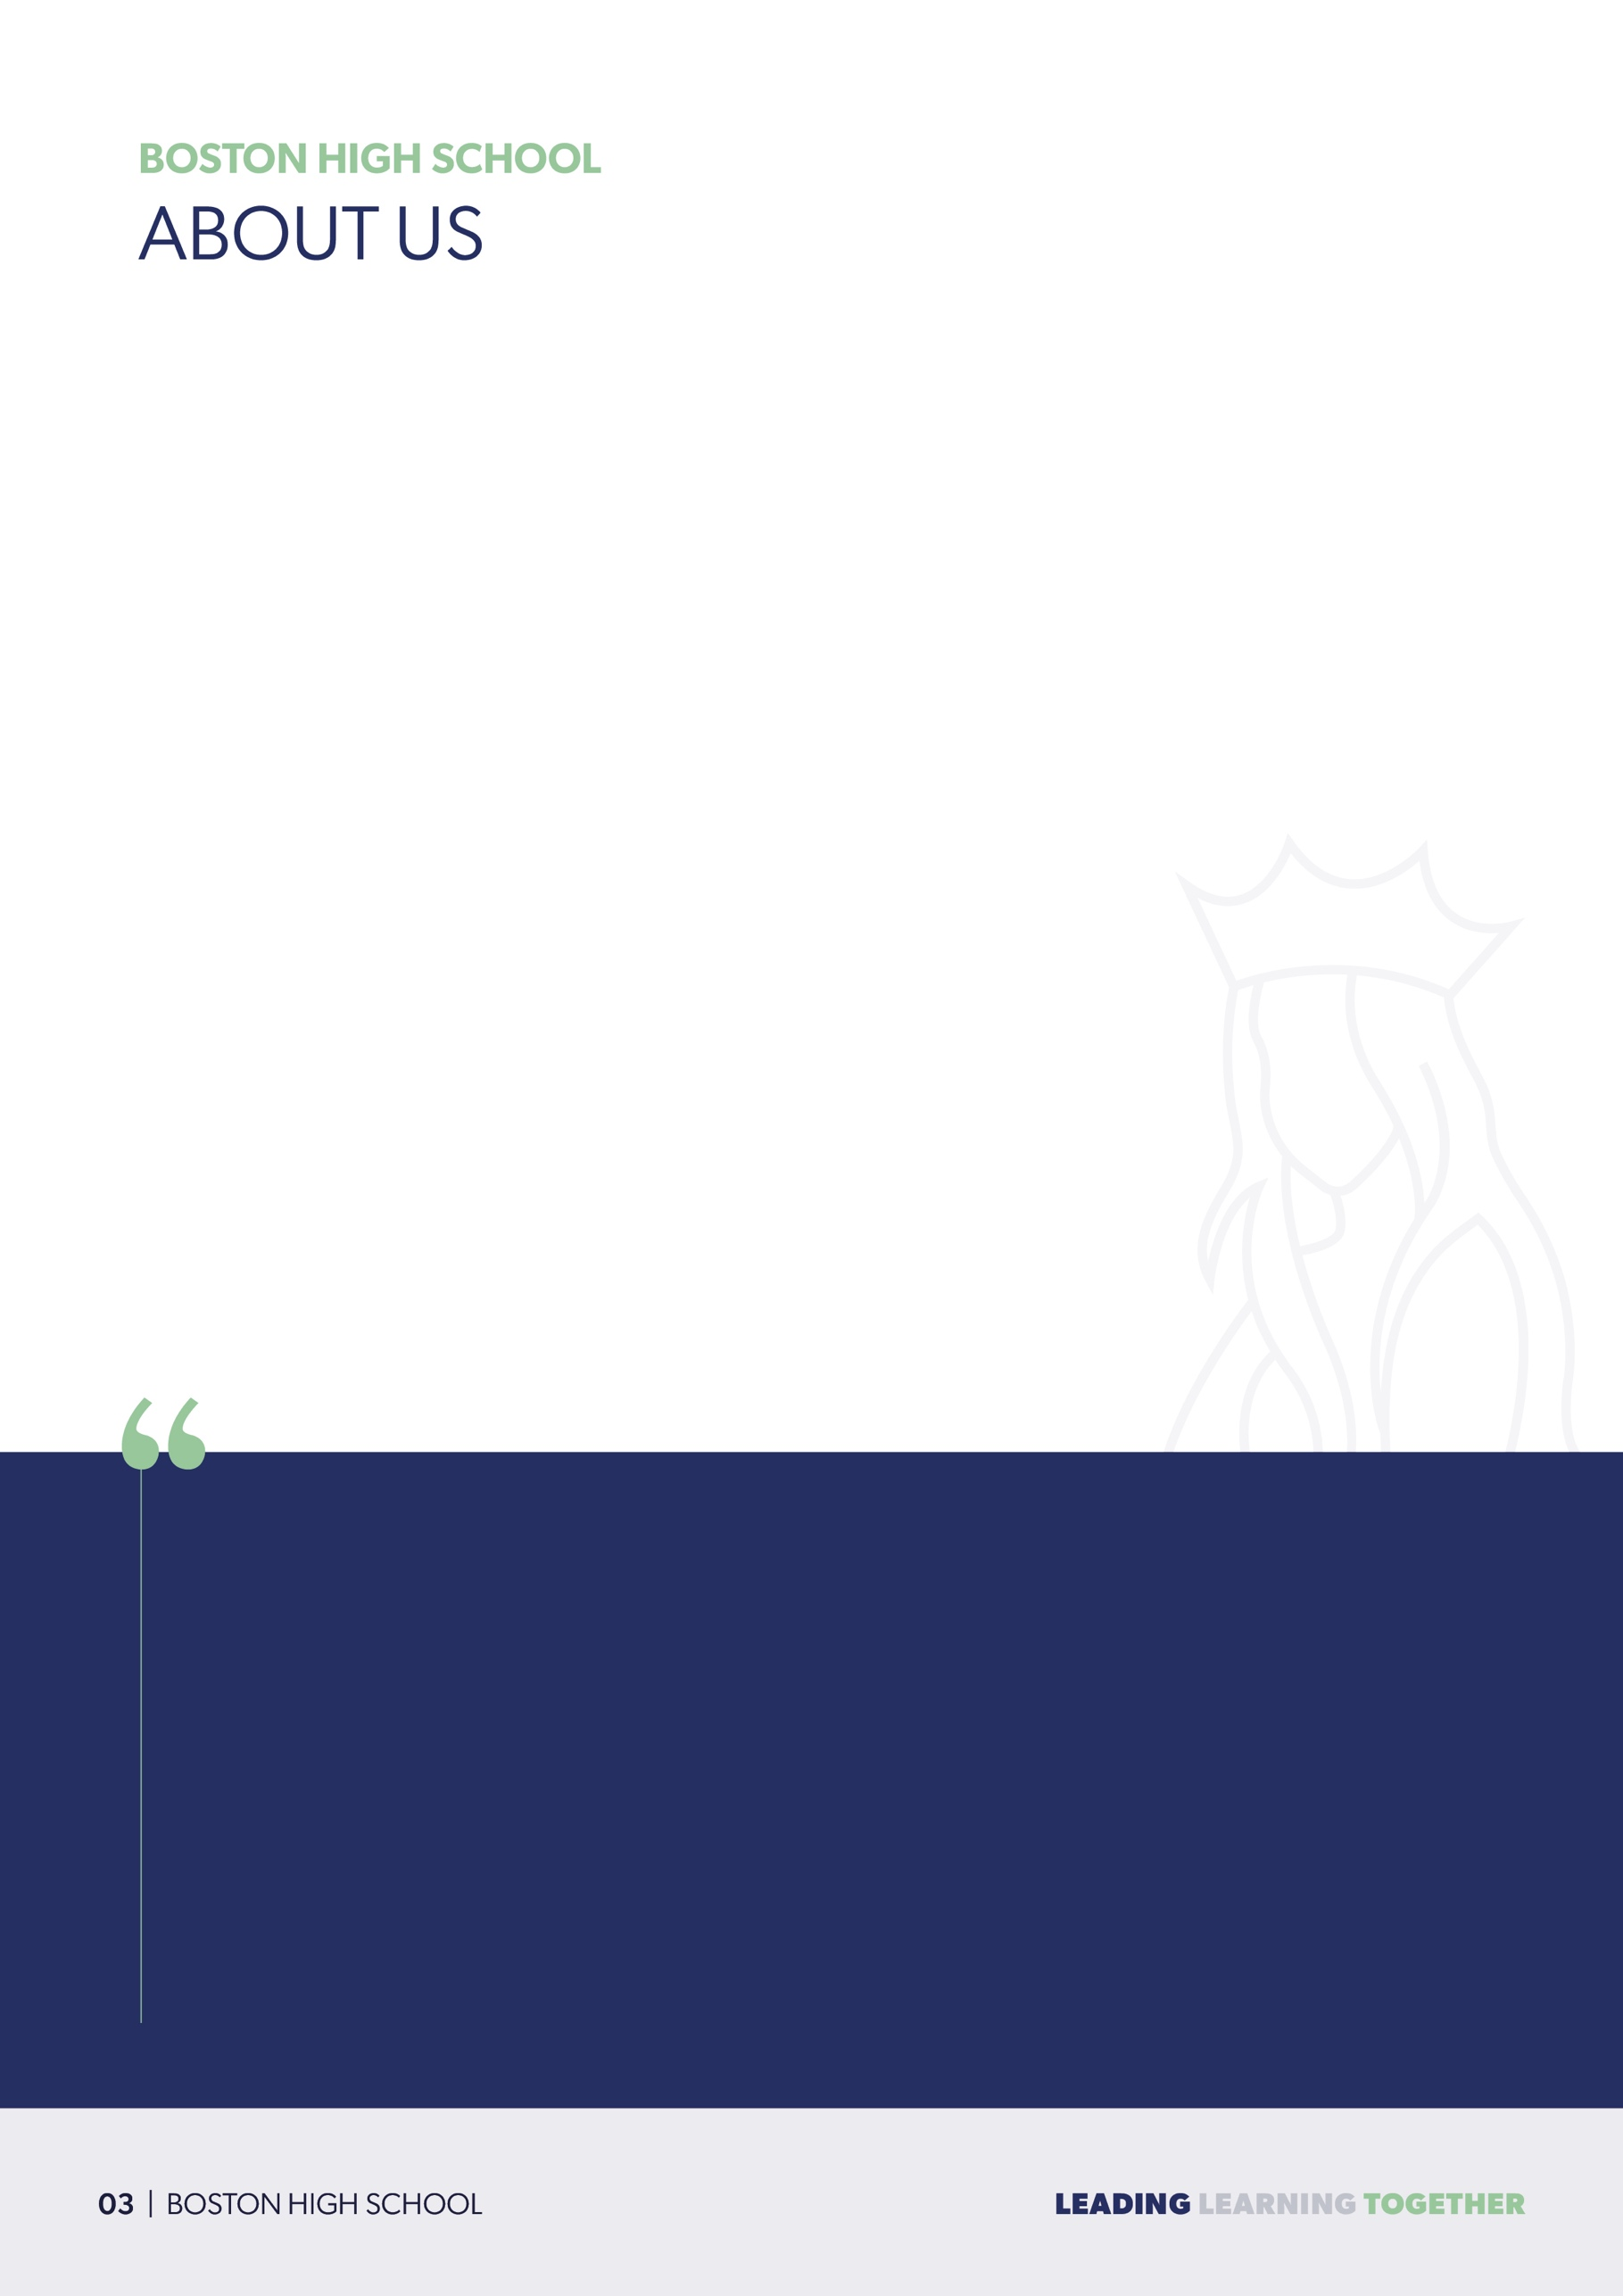 BOSTON HIGH SCHOOL
ABOUT US
“
03 | BOSTON HIGH SCHOOL
LEADING LEARNING TOGETHER